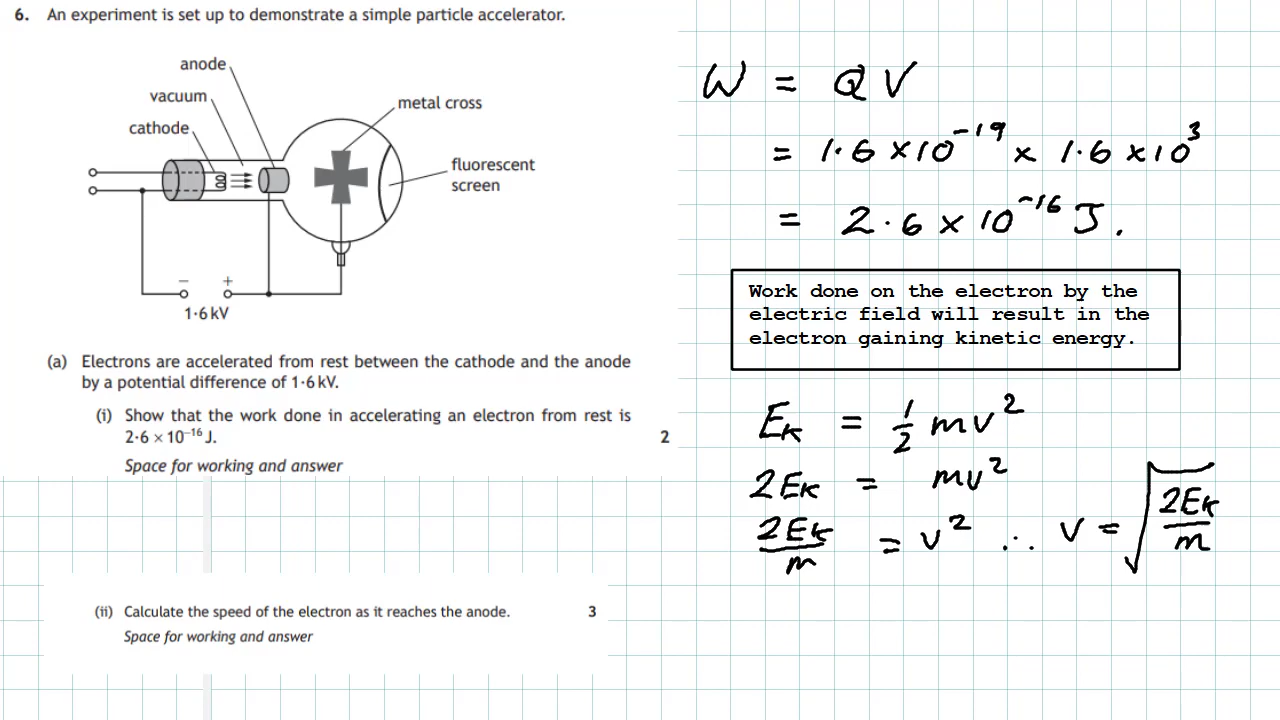 6. An experiment is set up to demonstrate a simple particle accelerator.
anode
vacuum
cathode
metal cross
fluorescent
screen
− +
1·6 kV
(a) Electrons are accelerated from rest between the cathode and the anode
by a potential difference of 1·6 kV.
(i) Show that the work done in accelerating an electron from rest is
2·6 × 10⁻¹⁶ J. 2
Space for working and answer
(ii) Calculate the speed of the electron as it reaches the anode. 3
Space for working and answer
W = QV
= 1.6 × 10⁻¹⁹ × 1.6 × 10³
= 2.6 × 10⁻¹⁶ J.
Work done on the electron by the
electric field will result in the
electron gaining kinetic energy.
Eₖ = ½ mv²
2Eₖ = mv²
2Eₖ/m = v² ∴ v = √(2Eₖ/m)